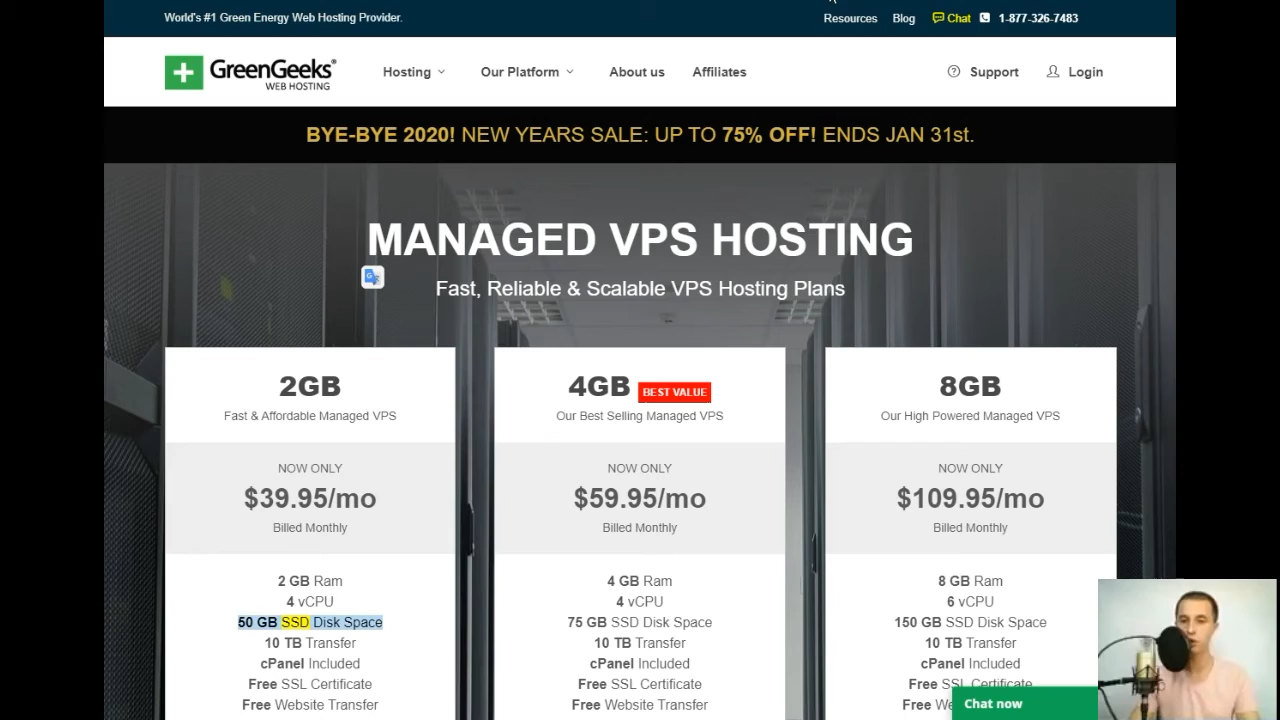 World's #1 Green Energy Web Hosting Provider.
Resources Blog Chat 1-877-326-7483
GreenGeeks®
WEB HOSTING
Hosting Our Platform About us Affiliates Support Login
BYE-BYE 2020! NEW YEARS SALE: UP TO 75% OFF! ENDS JAN 31st.
MANAGED VPS HOSTING
Fast, Reliable & Scalable VPS Hosting Plans
2GB
Fast & Affordable Managed VPS
NOW ONLY
$39.95/mo
Billed Monthly
2 GB Ram
4 vCPU
50 GB SSD Disk Space
10 TB Transfer
cPanel Included
Free SSL Certificate
Free Website Transfer
4GB BEST VALUE
Our Best Selling Managed VPS
NOW ONLY
$59.95/mo
Billed Monthly
4 GB Ram
4 vCPU
75 GB SSD Disk Space
10 TB Transfer
cPanel Included
Free SSL Certificate
Free Website Transfer
8GB
Our High Powered Managed VPS
NOW ONLY
$109.95/mo
Billed Monthly
8 GB Ram
6 vCPU
150 GB SSD Disk Space
10 TB Transfer
cPanel Included
Free SSL Certificate
Free
Chat now